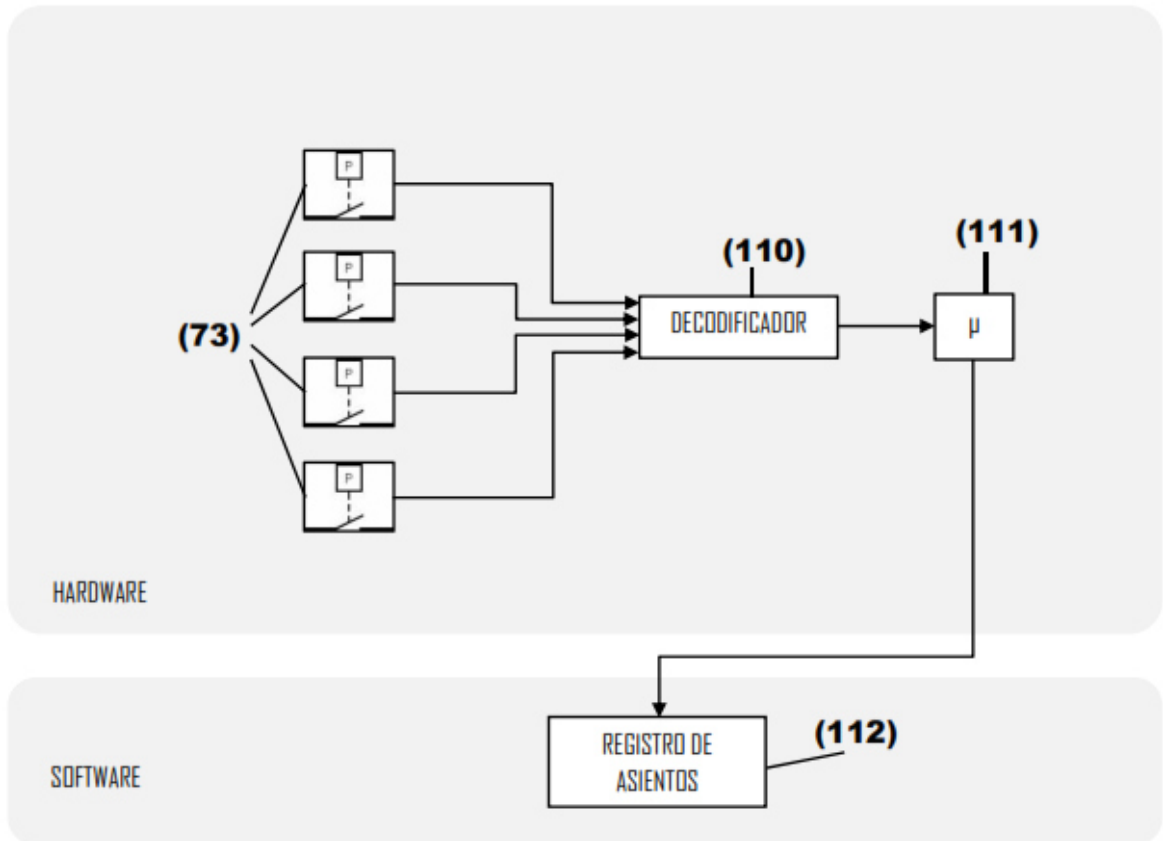 P
P
P
P
(73)
(110)
DECODIFICADOR
(111)
µ
HARDWARE
REGISTRO DE
ASIENTOS
(112)
SOFTWARE